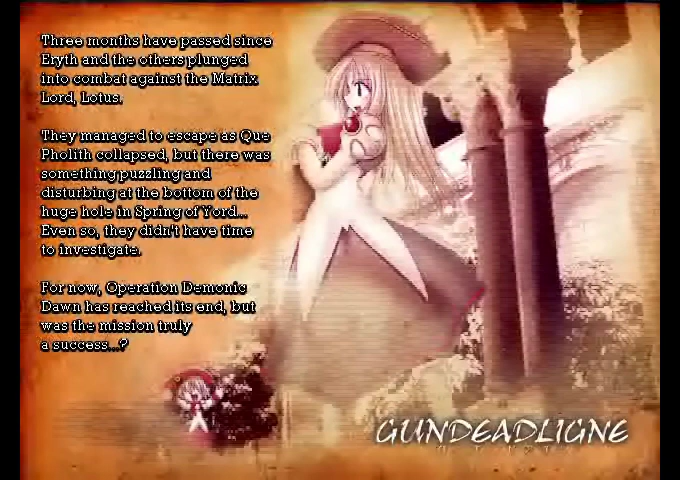 Three months have passed since
Eryth and the others plunged
into combat against the Matrix
Lord, Lotus.
They managed to escape as Que
Pholith collapsed, but there was
something puzzling and
disturbing at the bottom of the
huge hole in Spring of Yord...
Even so, they didn't have time
to investigate.
For now, Operation Demonic
Dawn has reached its end, but
was the mission truly
a success...?
GUNDEADLIGNE